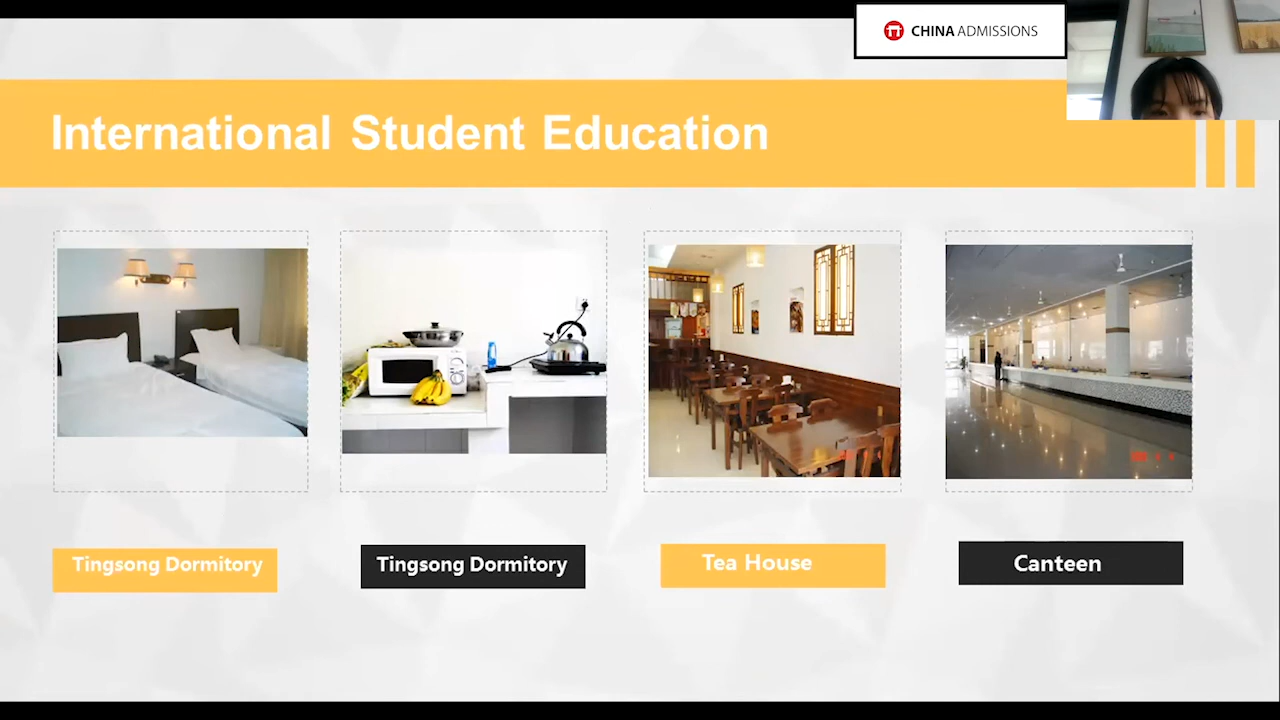 CHINA ADMISSIONS
International Student Education
Tingsong Dormitory
Tingsong Dormitory
Tea House
Canteen